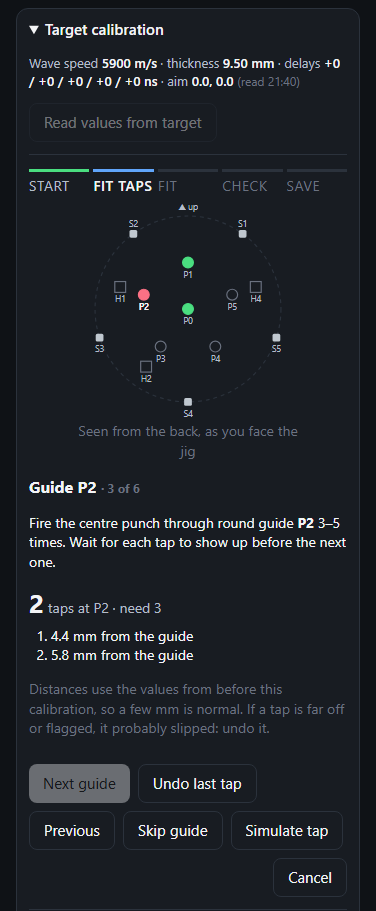 ▼ Target calibration
Wave speed 5900 m/s · thickness 9.50 mm · delays +0
/ +0 / +0 / +0 / +0 ns · aim 0.0, 0.0 (read 21:40)
Read values from target
START FIT TAPS FIT CHECK SAVE
▲ up
S2 S1
P1
H1 P2 P5 H4
P0
S3 S5
P3 P4
H2
S4
Seen from the back, as you face the
jig
Guide P2 · 3 of 6
Fire the centre punch through round guide P2 3–5
times. Wait for each tap to show up before the next
one.
2 taps at P2 · need 3
1. 4.4 mm from the guide
2. 5.8 mm from the guide
Distances use the values from before this
calibration, so a few mm is normal. If a tap is far off
or flagged, it probably slipped: undo it.
Next guide Undo last tap
Previous Skip guide Simulate tap
Cancel